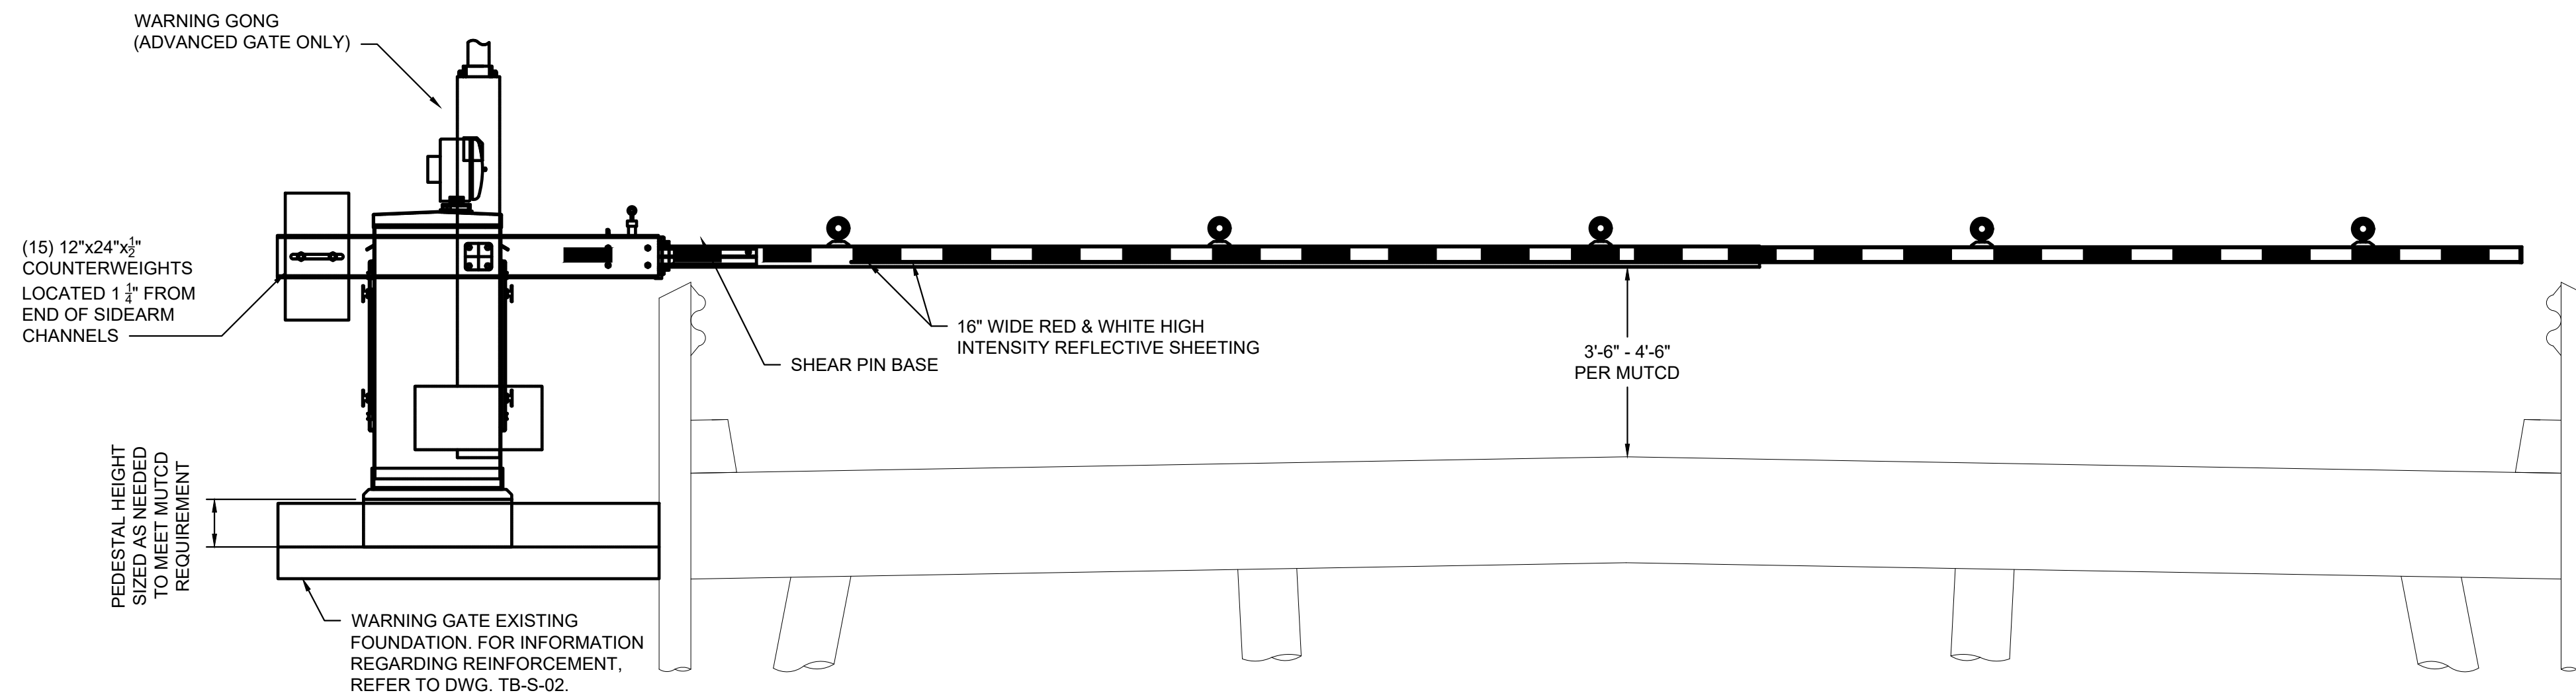 WARNING GONG
(ADVANCED GATE ONLY)
(15) 12"x24"x1/2"
COUNTERWEIGHTS
LOCATED 1 1/4" FROM
END OF SIDEARM
CHANNELS
16" WIDE RED & WHITE HIGH
INTENSITY REFLECTIVE SHEETING
SHEAR PIN BASE
3'-6" - 4'-6"
PER MUTCD
PEDESTAL HEIGHT
SIZED AS NEEDED
TO MEET MUTCD
REQUIREMENT
WARNING GATE EXISTING
FOUNDATION. FOR INFORMATION
REGARDING REINFORCEMENT,
REFER TO DWG. TB-S-02.